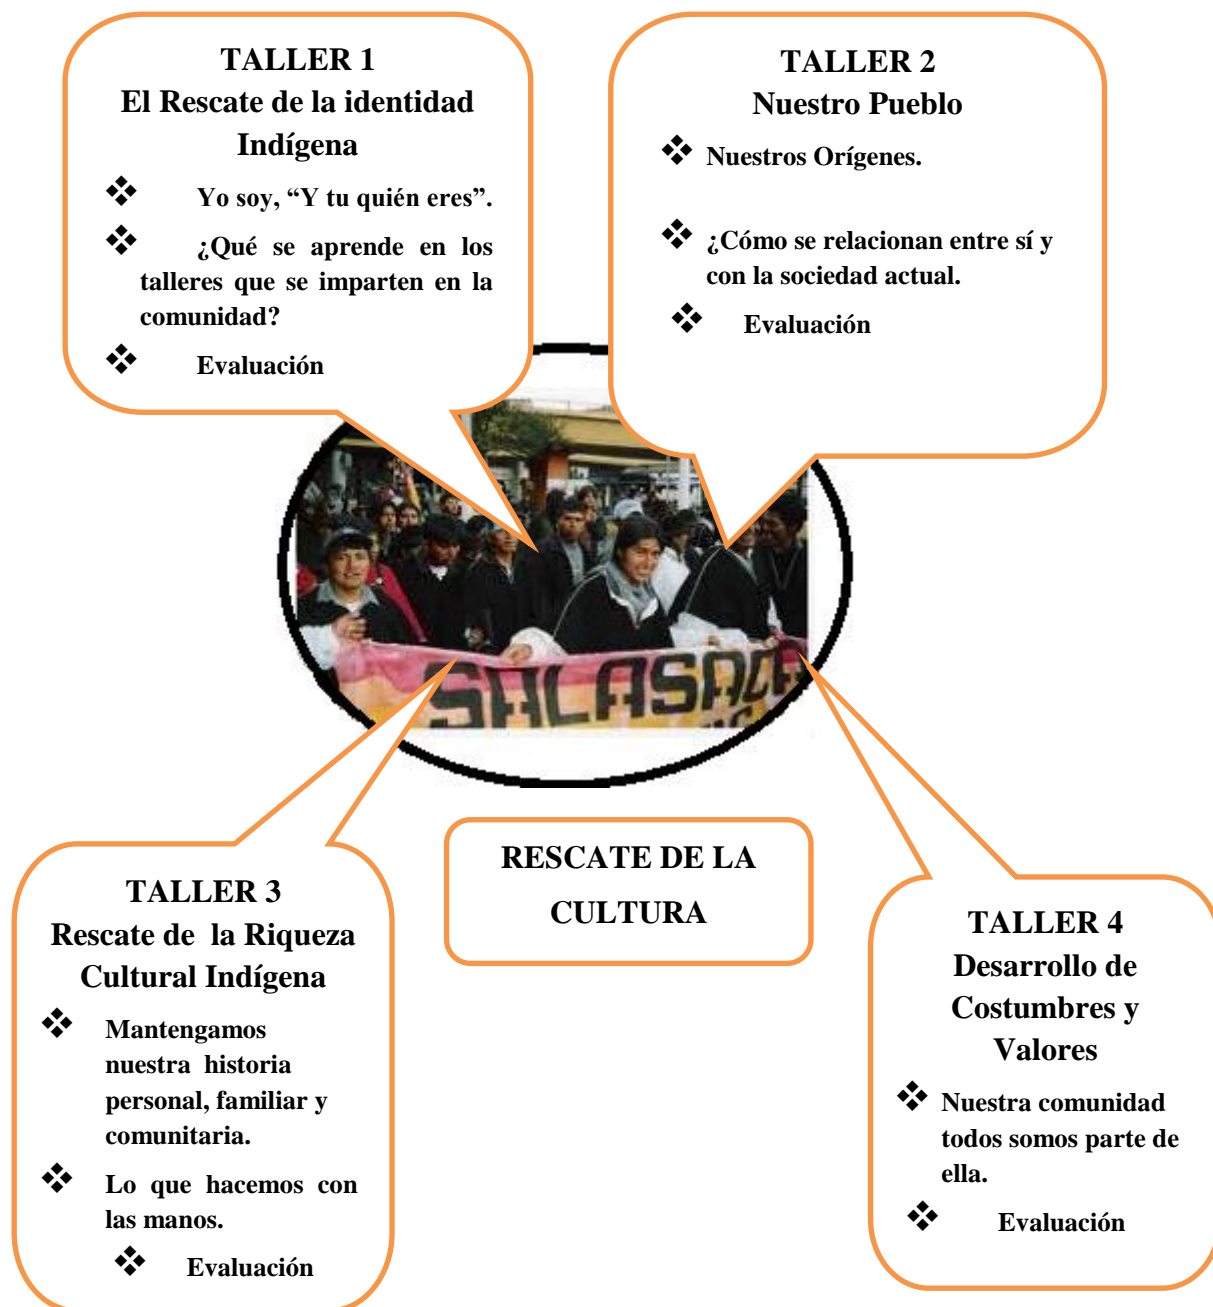 TALLER 1
El Rescate de la identidad
Indígena
❖ Yo soy, “Y tu quién eres”.
❖ ¿Qué se aprende en los
talleres que se imparten en la
comunidad?
❖ Evaluación
TALLER 2
Nuestro Pueblo
❖ Nuestros Orígenes.
❖ ¿Cómo se relacionan entre sí y
con la sociedad actual.
❖ Evaluación
SALASACA
RESCATE DE LA
CULTURA
TALLER 3
Rescate de la Riqueza
Cultural Indígena
❖ Mantengamos
nuestra historia
personal, familiar y
comunitaria.
❖ Lo que hacemos con
las manos.
❖ Evaluación
TALLER 4
Desarrollo de
Costumbres y
Valores
❖ Nuestra comunidad
todos somos parte de
ella.
❖ Evaluación